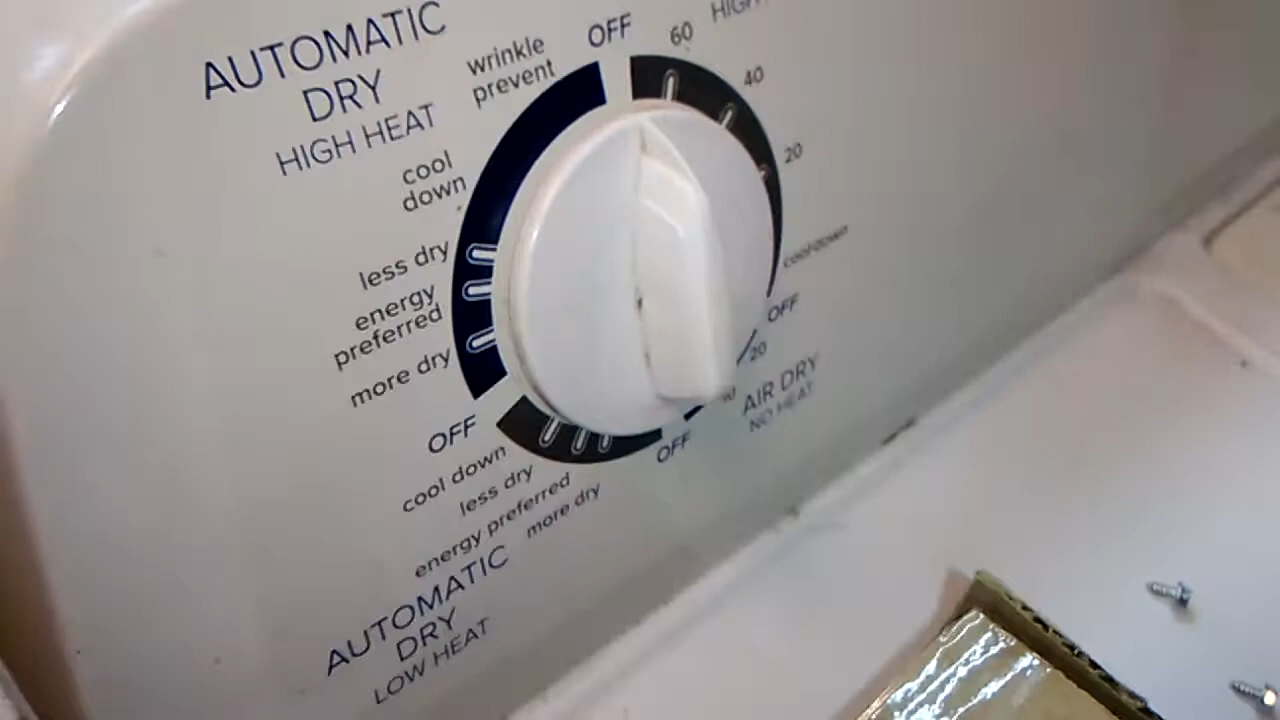 AUTOMATIC
DRY
HIGH HEAT
wrinkle
prevent
OFF
60
40
20
cool down
OFF
20
AIR DRY
NO HEAT
OFF
cool
down
less dry
energy
preferred
more dry
OFF
cool down
less dry
energy preferred
more dry
AUTOMATIC
DRY
LOW HEAT